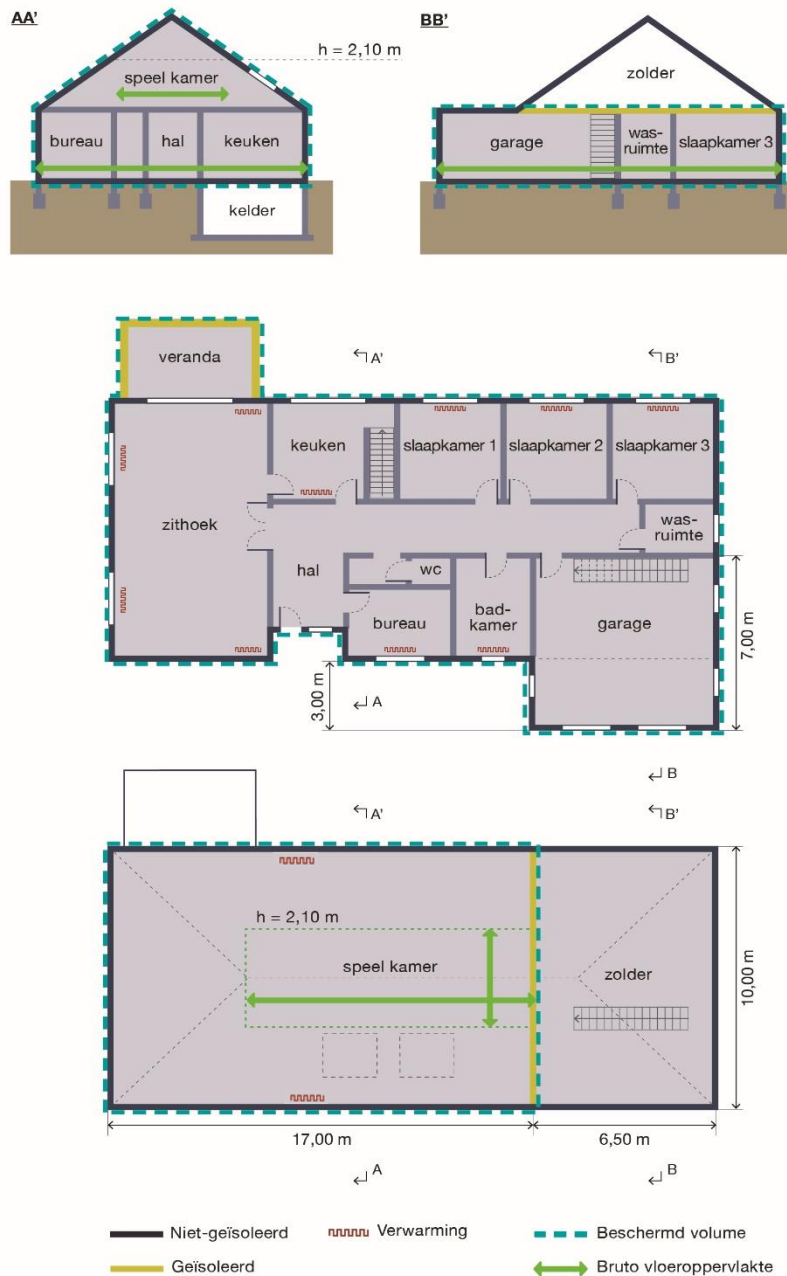 AA'
h = 2,10 m
speel kamer
bureau
hal
keuken
kelder
BB'
zolder
garage
was-
ruimte
slaapkamer 3
veranda
A'
B'
keuken
slaapkamer 1
slaapkamer 2
slaapkamer 3
zithoek
was-
ruimte
hal
wc
bureau
bad-
kamer
garage
7,00 m
3,00 m
A
B
A'
B'
h = 2,10 m
speel kamer
zolder
10,00 m
17,00 m
6,50 m
A
B
Niet-geïsoleerd
Verwarming
Beschermd volume
Geïsoleerd
Bruto vloeroppervlakte